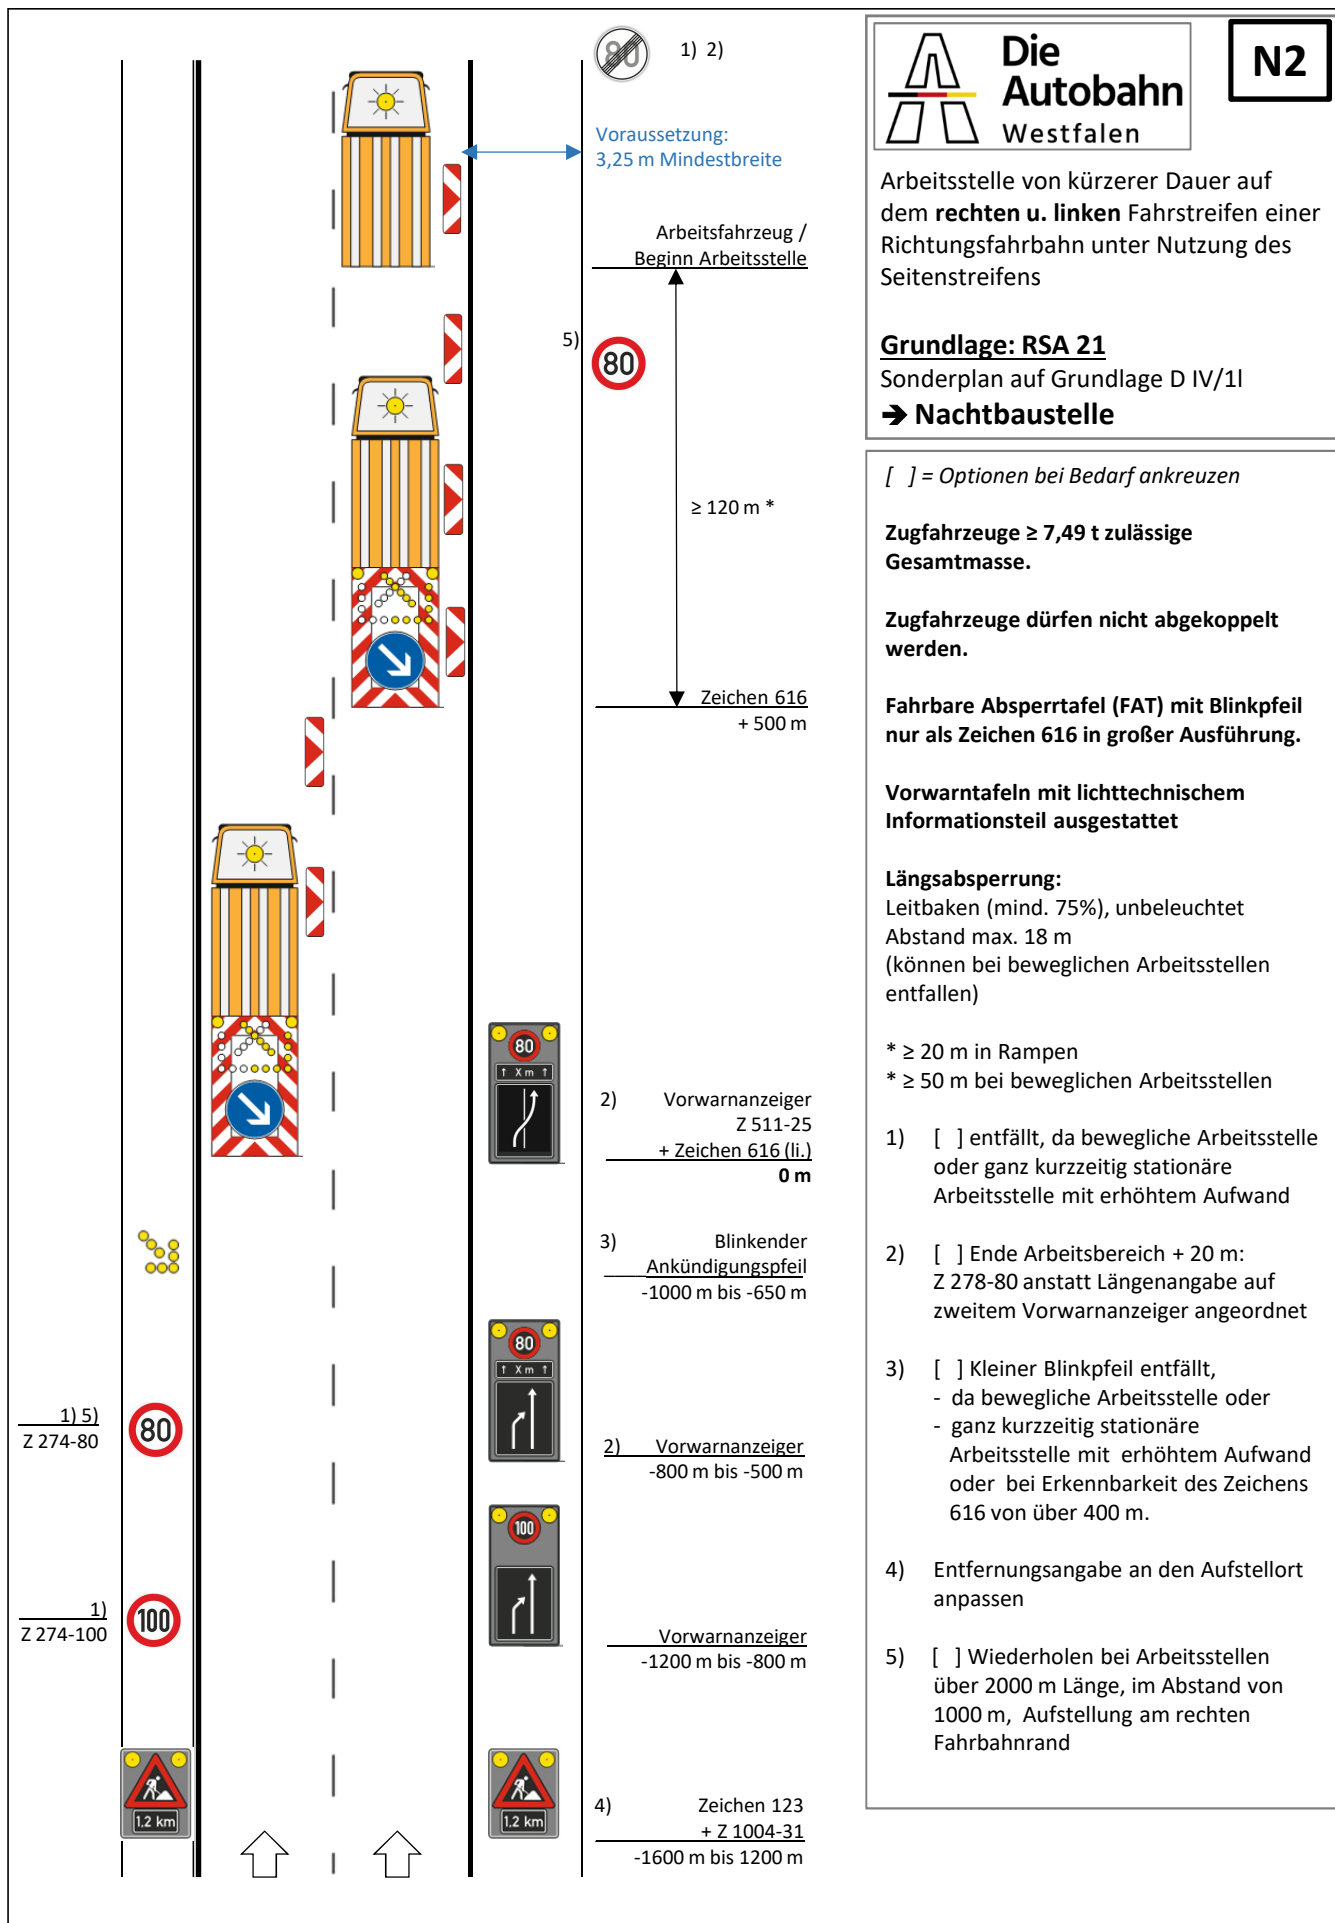 80
1) 2)
Voraussetzung:
3,25 m Mindestbreite
Arbeitsfahrzeug /
Beginn Arbeitsstelle
5)
80
≥ 120 m *
Zeichen 616
+ 500 m
80
↑ X m ↑
2) Vorwarnanzeiger
Z 511-25
+ Zeichen 616 (li.)
0 m
3) Blinkender
Ankündigungspfeil
-1000 m bis -650 m
80
↑ X m ↑
1) 5)
Z 274-80
80
2) Vorwarnanzeiger
-800 m bis -500 m
100
1)
Z 274-100
100
Vorwarnanzeiger
-1200 m bis -800 m
1,2 km
1,2 km
4) Zeichen 123
+ Z 1004-31
-1600 m bis 1200 m
Die
Autobahn
Westfalen
N2
Arbeitsstelle von kürzerer Dauer auf
dem rechten u. linken Fahrstreifen einer
Richtungsfahrbahn unter Nutzung des
Seitenstreifens
Grundlage: RSA 21
Sonderplan auf Grundlage D IV/1l
➔ Nachtbaustelle
[ ] = Optionen bei Bedarf ankreuzen
Zugfahrzeuge ≥ 7,49 t zulässige
Gesamtmasse.
Zugfahrzeuge dürfen nicht abgekoppelt
werden.
Fahrbare Absperrtafel (FAT) mit Blinkpfeil
nur als Zeichen 616 in großer Ausführung.
Vorwarntafeln mit lichttechnischem
Informationsteil ausgestattet
Längsabsperrung:
Leitbaken (mind. 75%), unbeleuchtet
Abstand max. 18 m
(können bei beweglichen Arbeitsstellen
entfallen)
* ≥ 20 m in Rampen
* ≥ 50 m bei beweglichen Arbeitsstellen
1) [ ] entfällt, da bewegliche Arbeitsstelle
oder ganz kurzzeitig stationäre
Arbeitsstelle mit erhöhtem Aufwand
2) [ ] Ende Arbeitsbereich + 20 m:
Z 278-80 anstatt Längenangabe auf
zweitem Vorwarnanzeiger angeordnet
3) [ ] Kleiner Blinkpfeil entfällt,
- da bewegliche Arbeitsstelle oder
- ganz kurzzeitig stationäre
Arbeitsstelle mit erhöhtem Aufwand
oder bei Erkennbarkeit des Zeichens
616 von über 400 m.
4) Entfernungsangabe an den Aufstellort
anpassen
5) [ ] Wiederholen bei Arbeitsstellen
über 2000 m Länge, im Abstand von
1000 m, Aufstellung am rechten
Fahrbahnrand